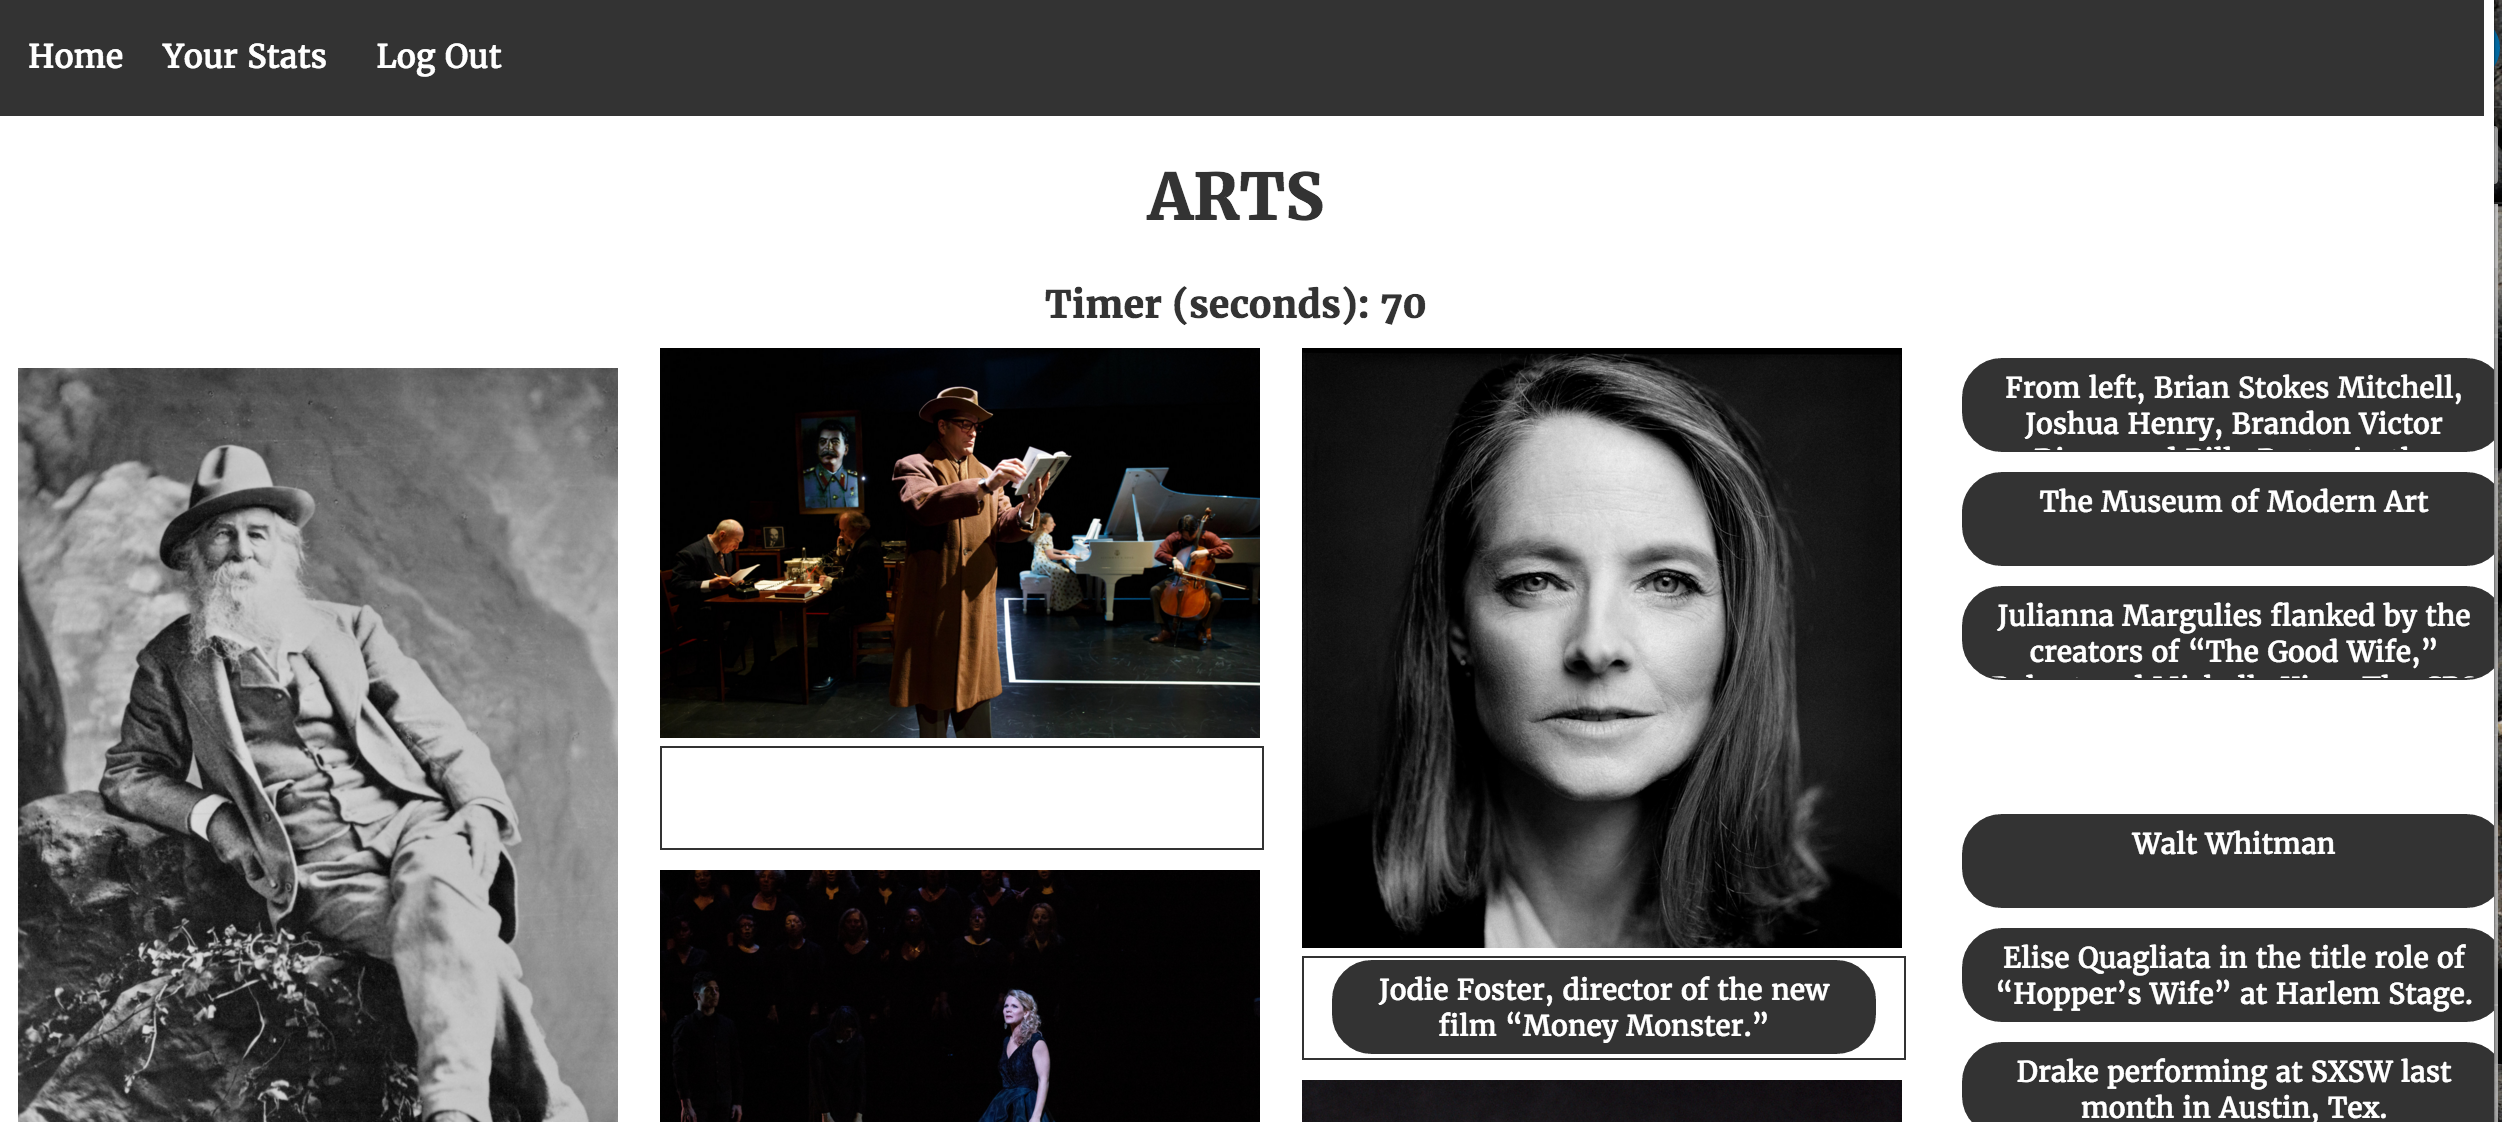 Home Your Stats Log Out
ARTS
Timer (seconds): 70
Jodie Foster, director of the new
film “Money Monster.”
From left, Brian Stokes Mitchell,
Joshua Henry, Brandon Victor
The Museum of Modern Art
Julianna Margulies flanked by the
creators of “The Good Wife,”
Walt Whitman
Elise Quagliata in the title role of
“Hopper’s Wife” at Harlem Stage.
Drake performing at SXSW last
month in Austin, Tex.